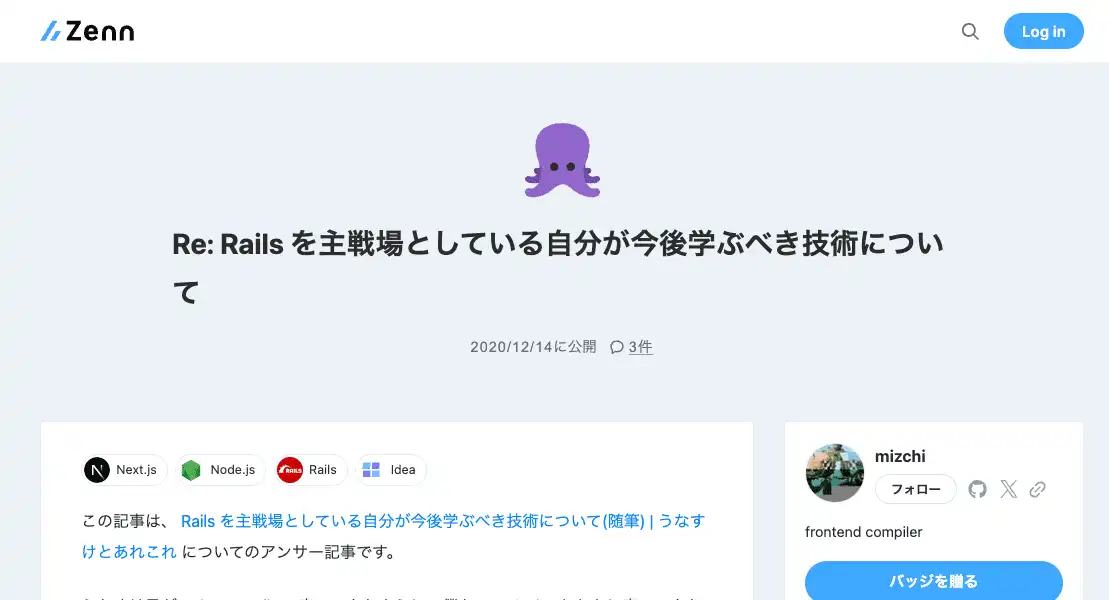 Zenn
Log in
Re: Rails を主戦場としている自分が今後学ぶべき技術につい
て
2020/12/14に公開
3件
Next.js
Node.js
Rails
Idea
この記事は、 Rails を主戦場としている自分が今後学ぶべき技術について(随筆) | うなす
けとあれこれ についてのアンサー記事です。
mizchi
フォロー
frontend compiler
バッジを贈る